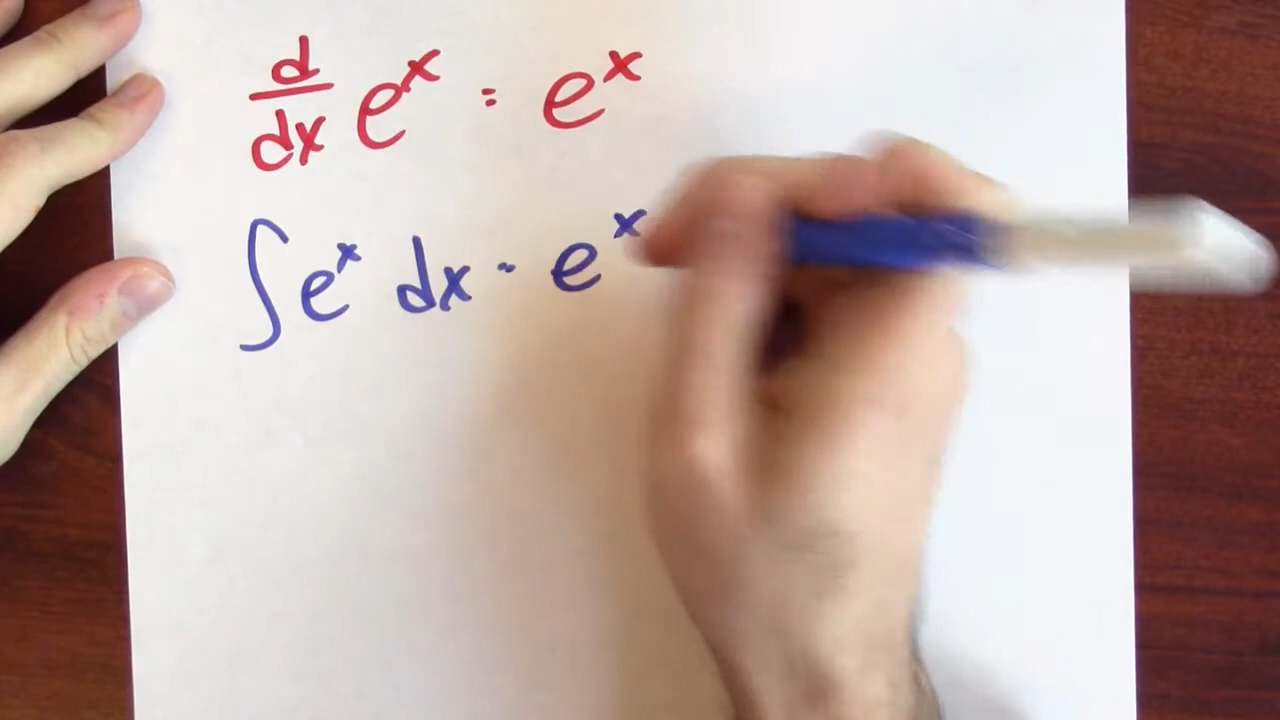 d/dx e^x = e^x
∫e^x dx = e^x